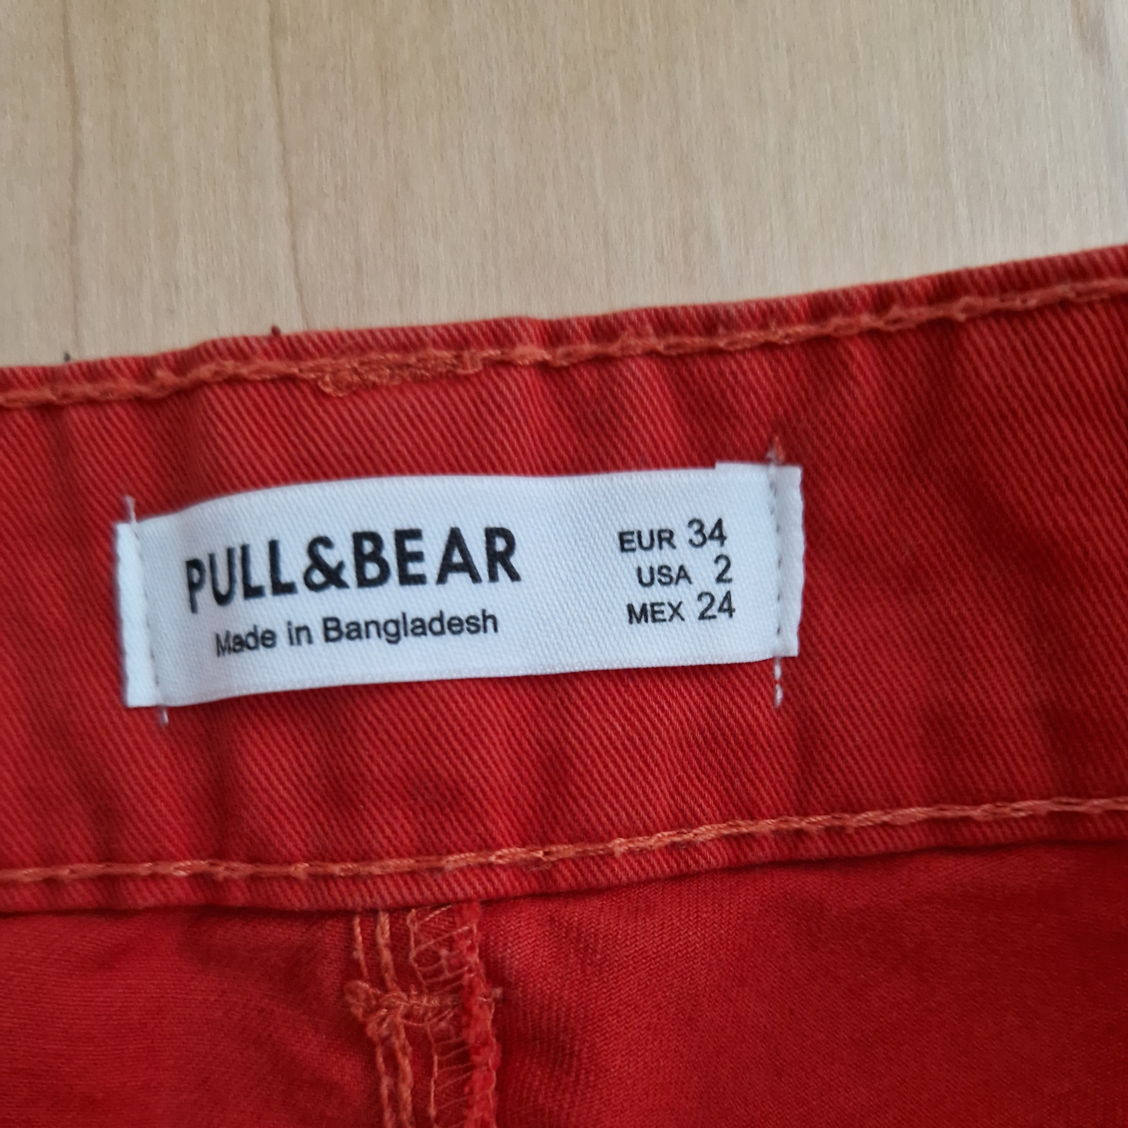 PULL&BEAR
Made in Bangladesh
EUR 34
USA 2
MEX 24